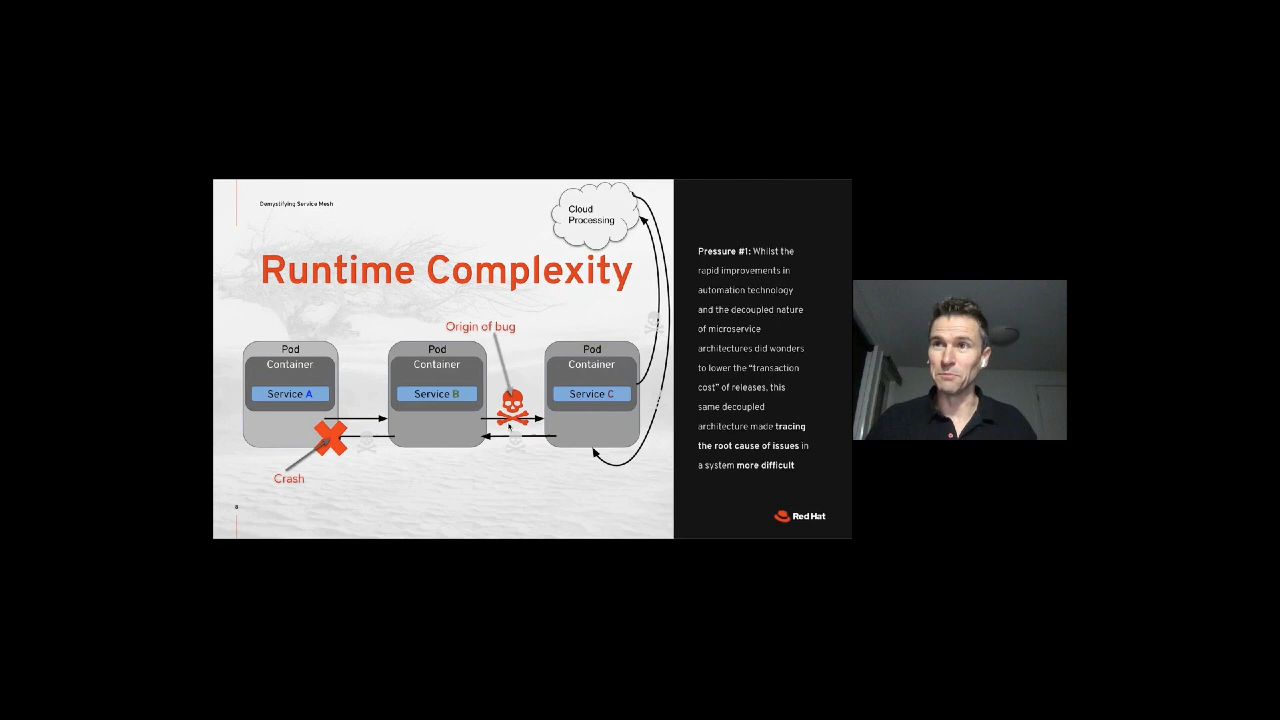 Demystifying Service Mesh
Cloud
Processing
Runtime Complexity
Origin of bug
Pod
Container
Service A
Pod
Container
Service B
Pod
Container
Service C
Crash
8
Pressure #1: Whilst the
rapid improvements in
automation technology
and the decoupled nature
of microservice
architectures did wonders
to lower the “transaction
cost” of releases, this
same decoupled
architecture made tracing
the root cause of issues in
a system more difficult
Red Hat